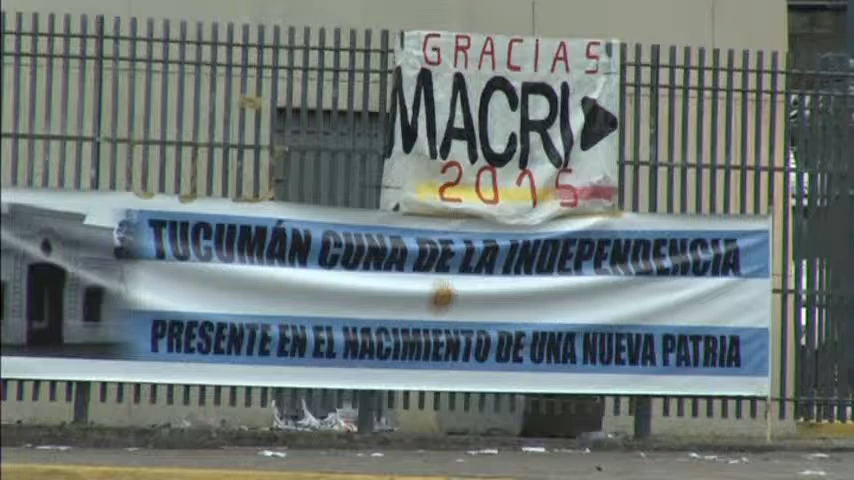 GRACIAS
MACRI
2015
TUCUMÁN CUNA DE LA INDEPENDENCIA
PRESENTE EN EL NACIMIENTO DE UNA NUEVA PATRIA